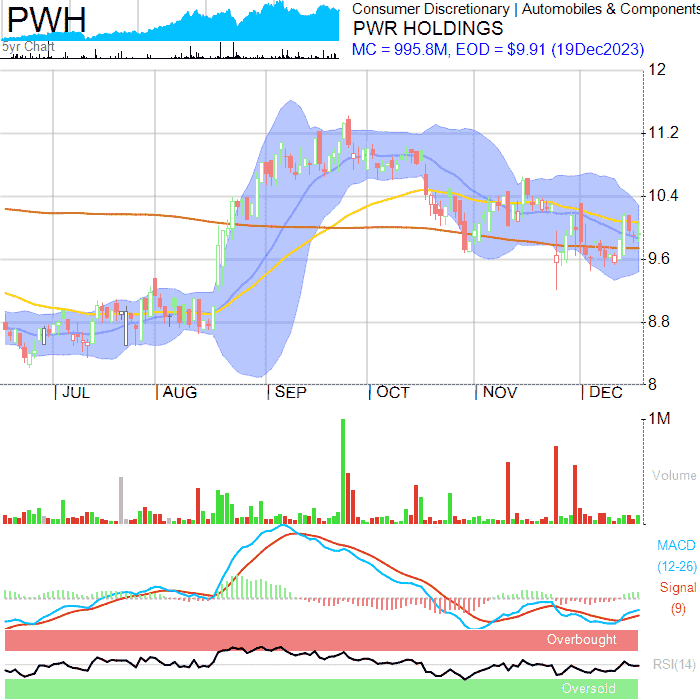 PWH
5yr Chart
Consumer Discretionary | Automobiles & Components
PWR HOLDINGS
MC = 995.8M, EOD = $9.91 (19Dec2023)
12
11.2
10.4
9.6
8.8
8
| JUL | AUG | SEP | OCT | NOV | DEC
1M
Volume
MACD
(12-26)
Signal
(9)
Overbought
RSI(14)
Oversold